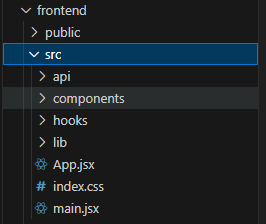 frontend
public
src
api
components
hooks
lib
App.jsx
# index.css
main.jsx